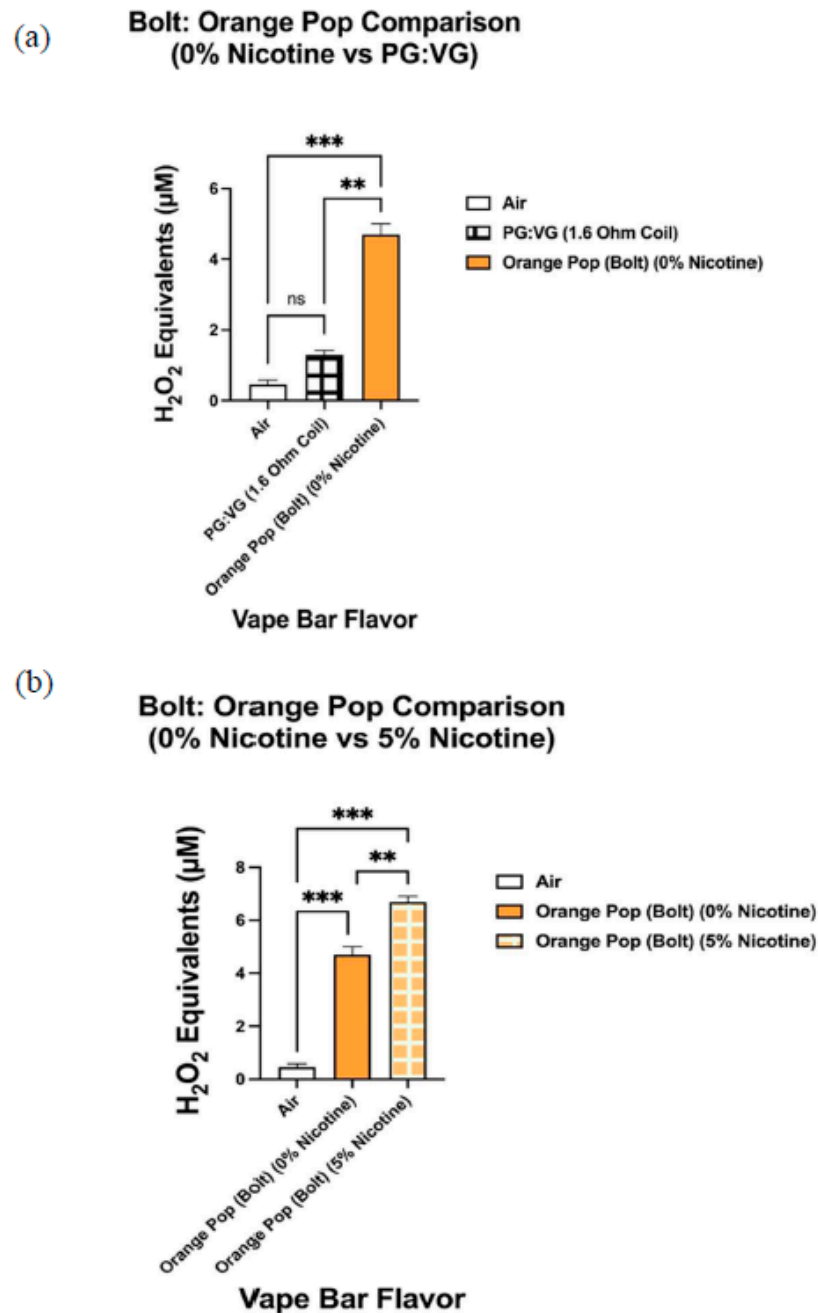 (a)
Bolt: Orange Pop Comparison
(0% Nicotine vs PG:VG)
***
**
ns
H₂O₂ Equivalents (μM)
6
4
2
0
Air
PG:VG (1.6 Ohm Coil)
Orange Pop (Bolt) (0% Nicotine)
Vape Bar Flavor
Air
PG:VG (1.6 Ohm Coil)
Orange Pop (Bolt) (0% Nicotine)
(b)
Bolt: Orange Pop Comparison
(0% Nicotine vs 5% Nicotine)
***
**
***
H₂O₂ Equivalents (μM)
8
6
4
2
0
Air
Orange Pop (Bolt) (0% Nicotine)
Orange Pop (Bolt) (5% Nicotine)
Vape Bar Flavor
Air
Orange Pop (Bolt) (0% Nicotine)
Orange Pop (Bolt) (5% Nicotine)